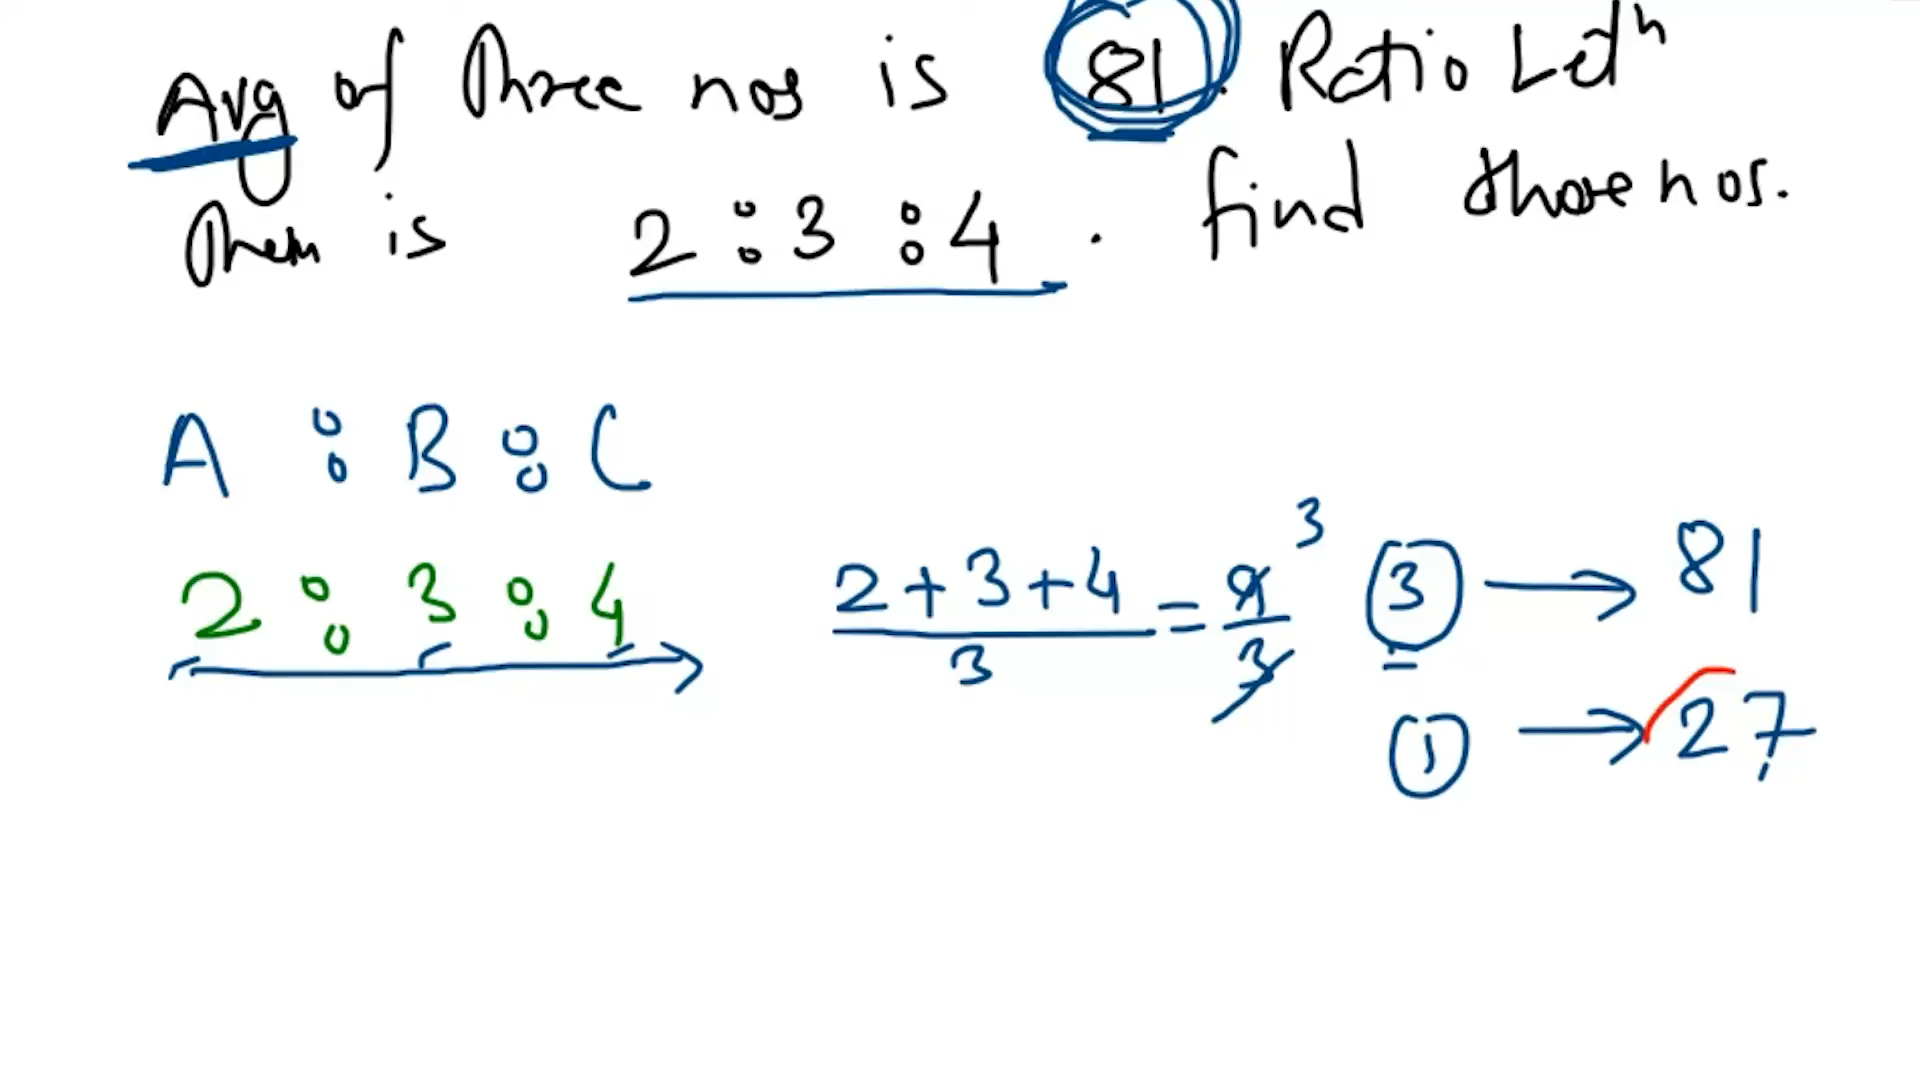 Avg of three nos is 81. Ratio betn
them is 2:3:4. find those nos.
A : B : C
2 : 3 : 4
2+3+4/3 = 9/3 3
3 → 81
1 → 27